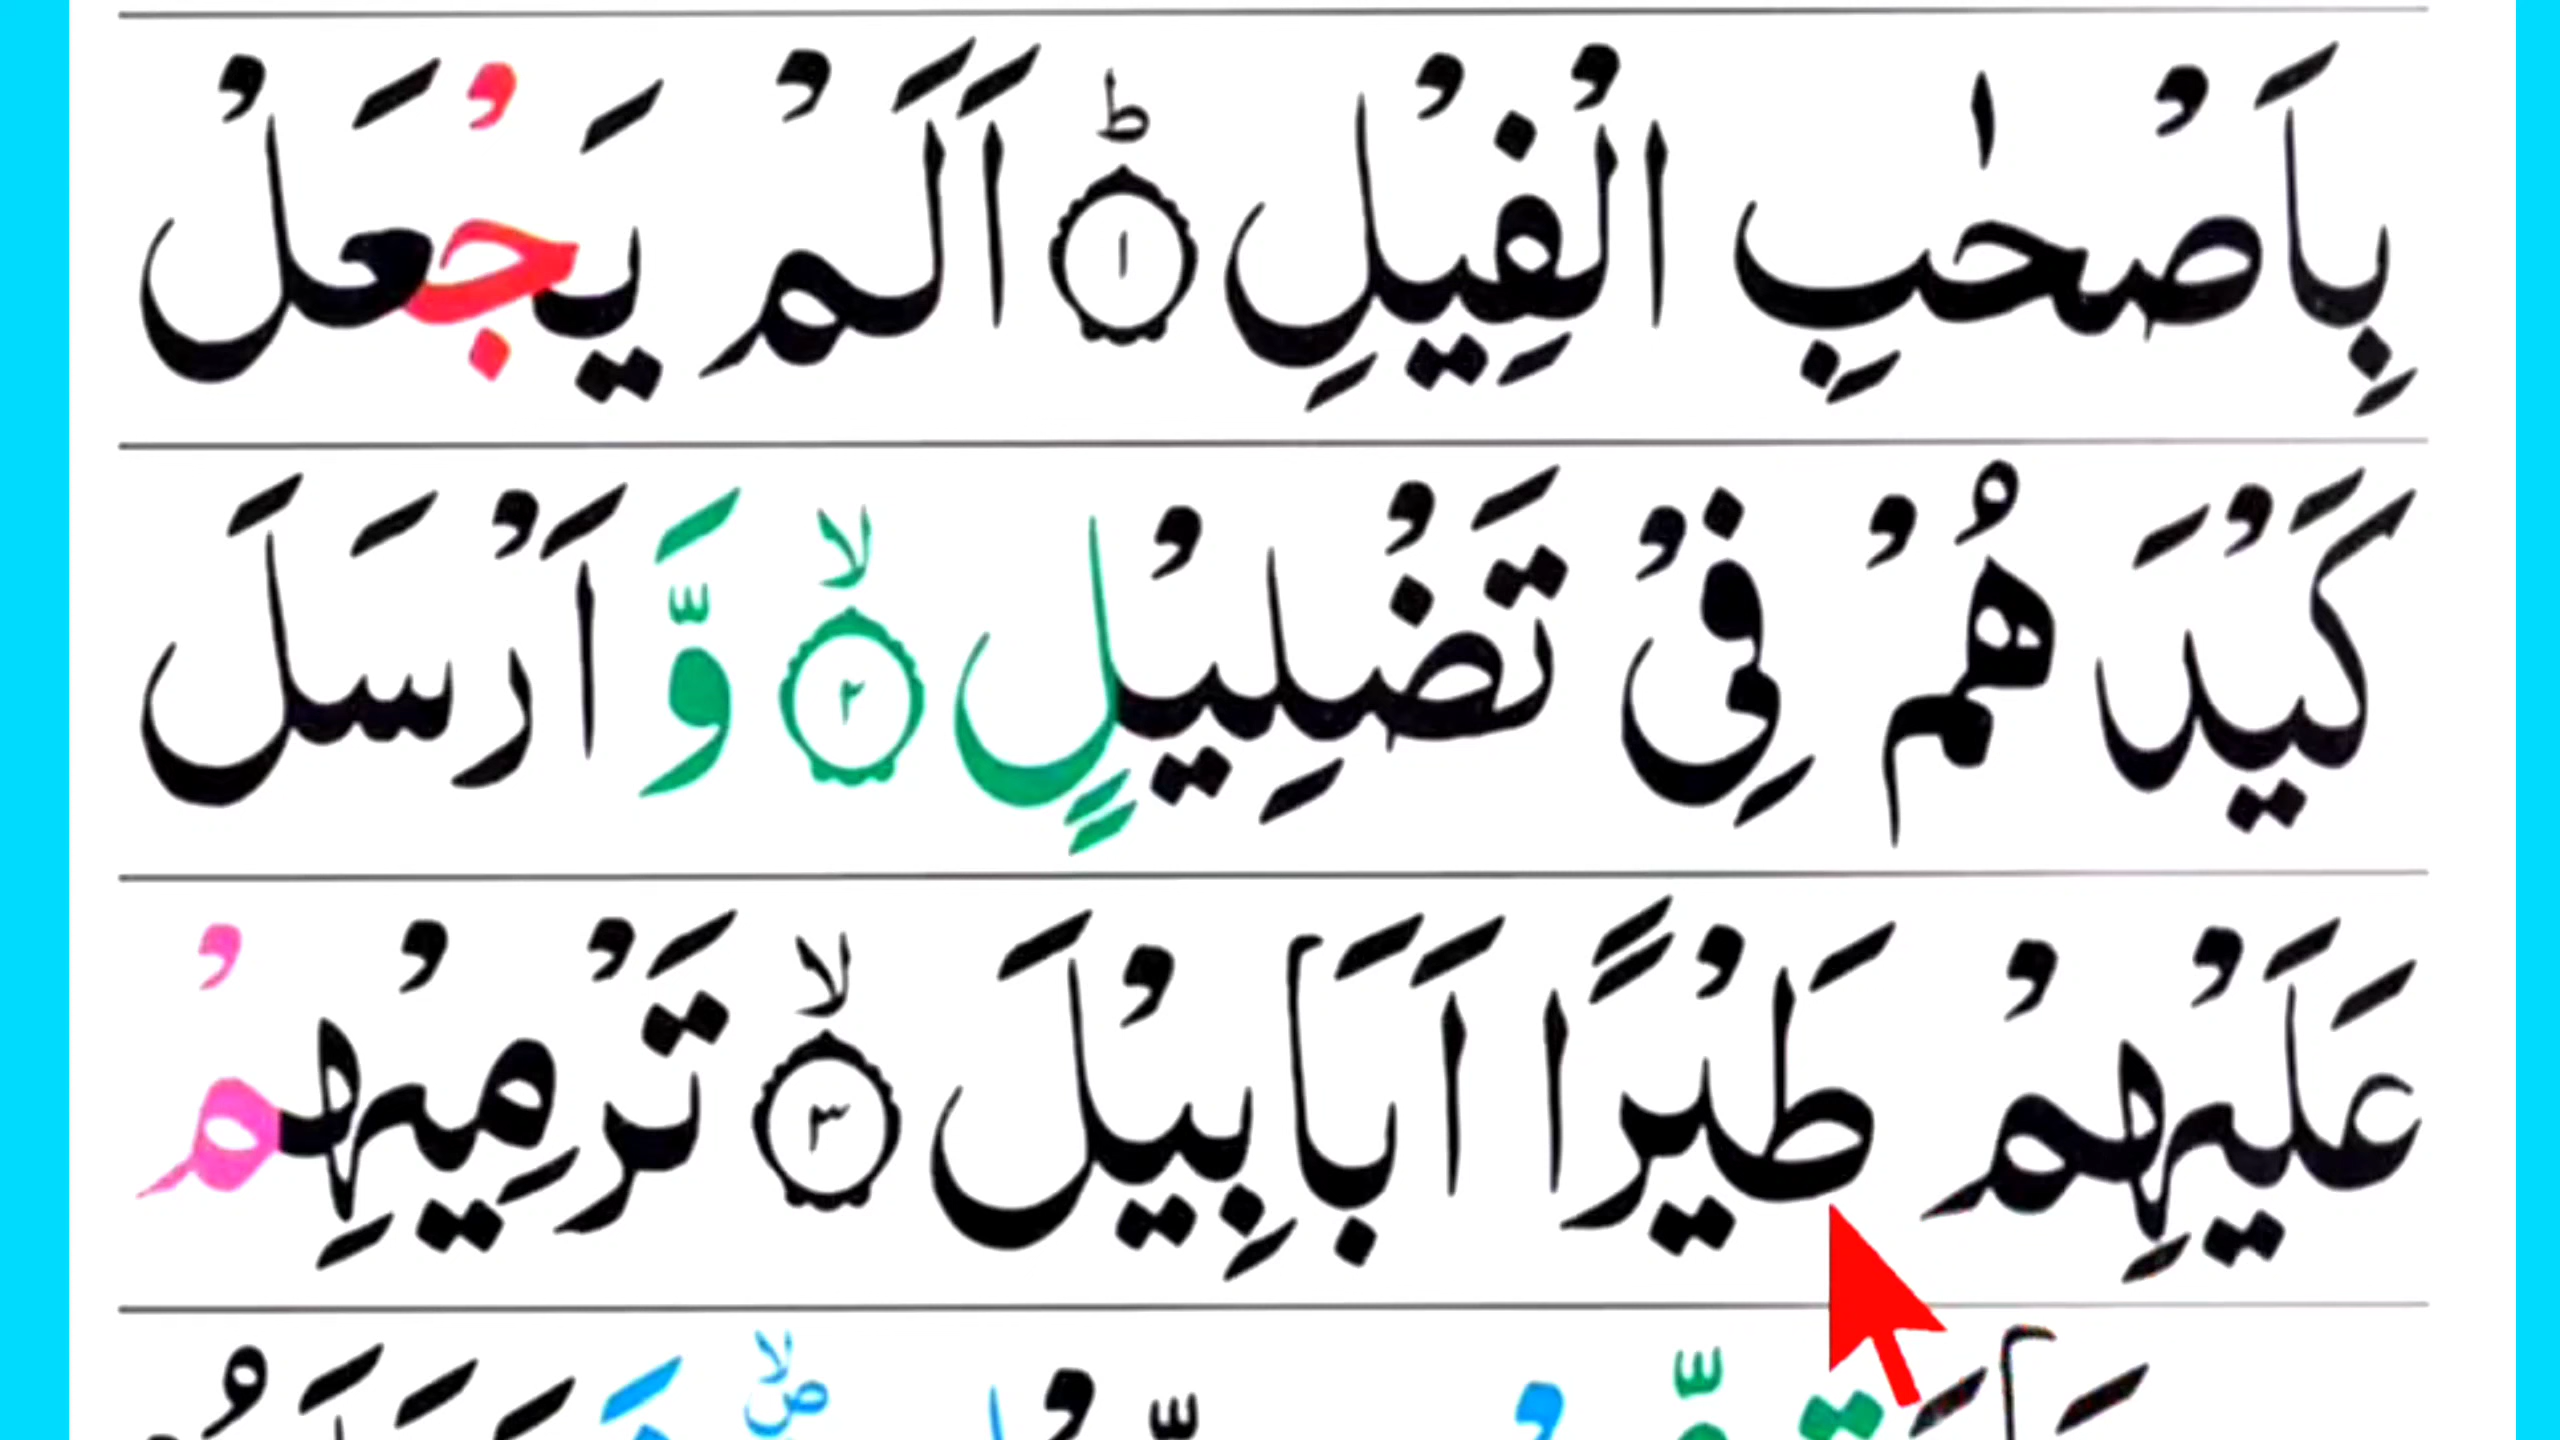 بِاَصْحٰبِ الْفِيْلِ ؕ ۱ اَلَمْ يَجْعَلْ
كَيْدَهُمْ فِيْ تَضْلِيْلٍ ۙ ۲ وَّ اَرْسَلَ
عَلَيْهِمْ طَيْرًا اَبَابِيْلَ ۙ ۳ تَرْمِيْهِمْ